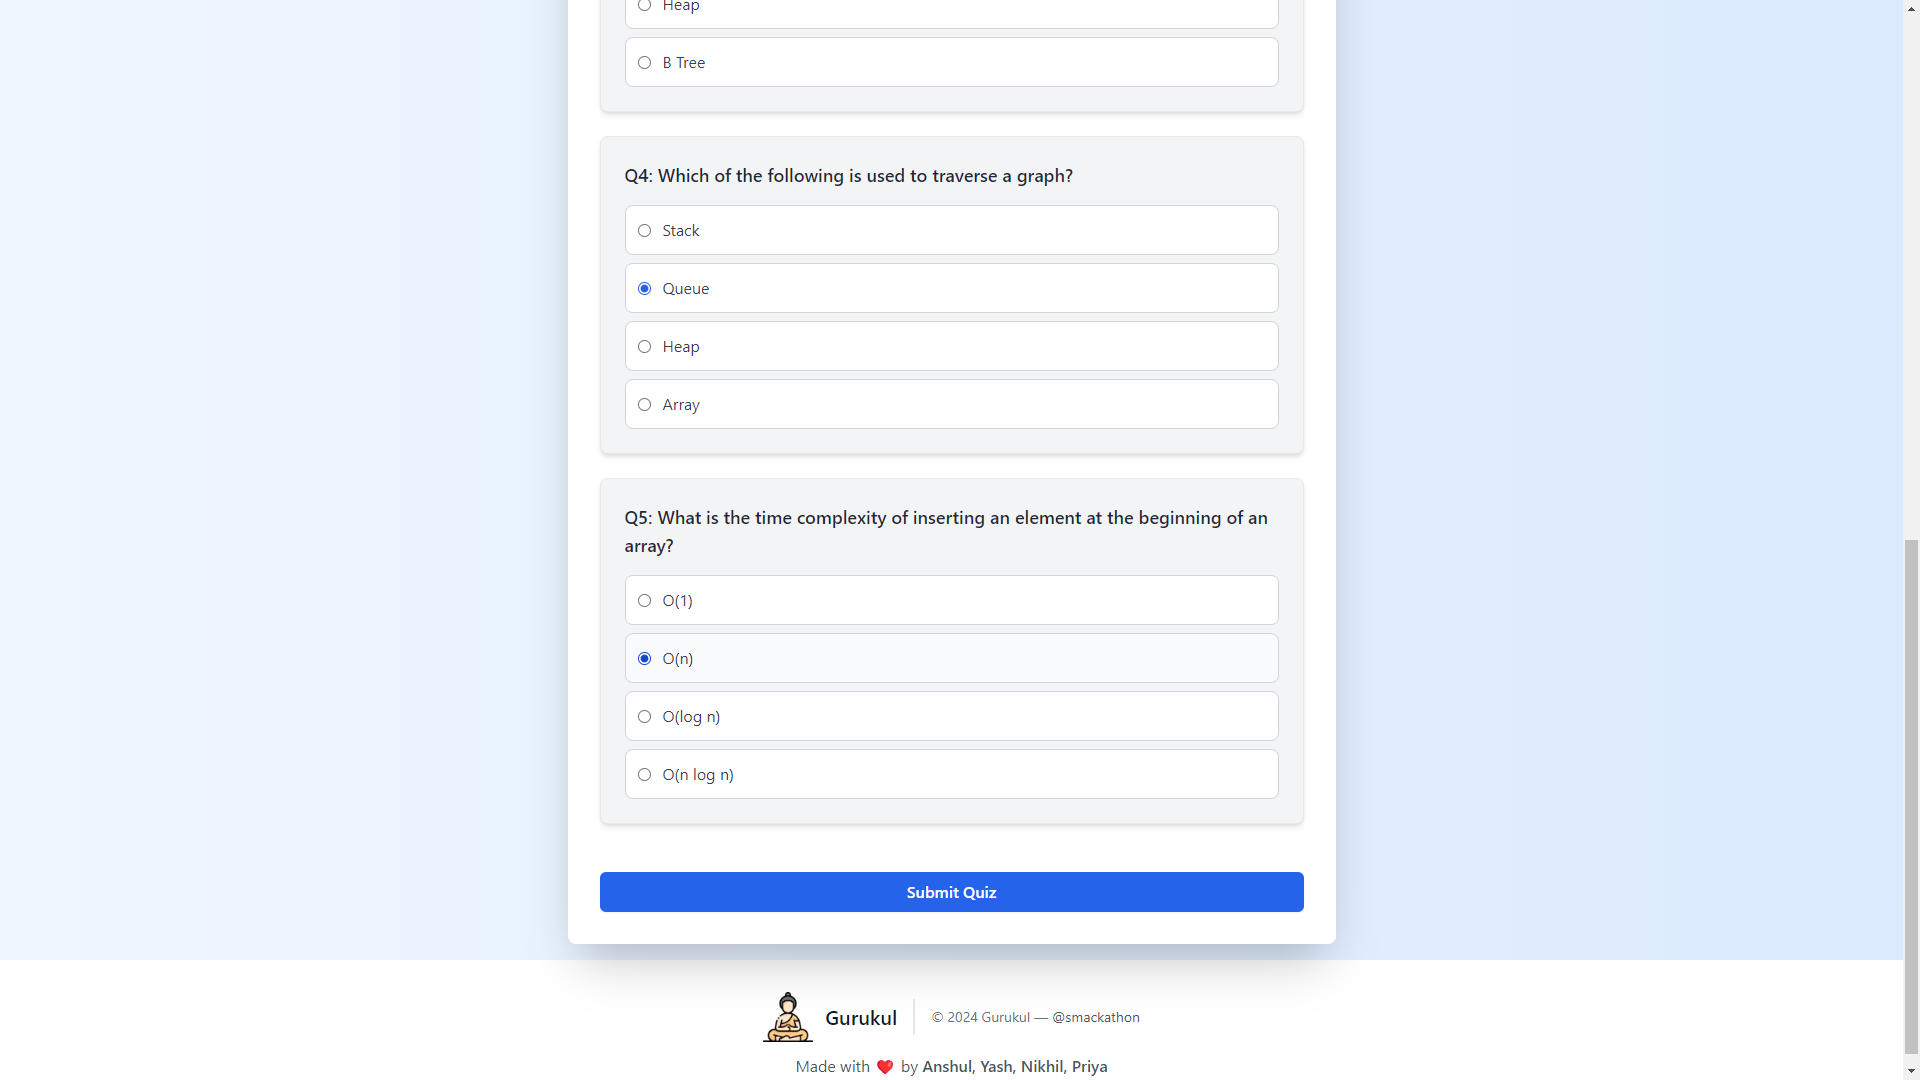 Heap
B Tree
Q4: Which of the following is used to traverse a graph?
Stack
Queue
Heap
Array
Q5: What is the time complexity of inserting an element at the beginning of an
array?
O(1)
O(n)
O(log n)
O(n log n)
Submit Quiz
Gurukul
© 2024 Gurukul — @smackathon
Made with ❤️ by Anshul, Yash, Nikhil, Priya